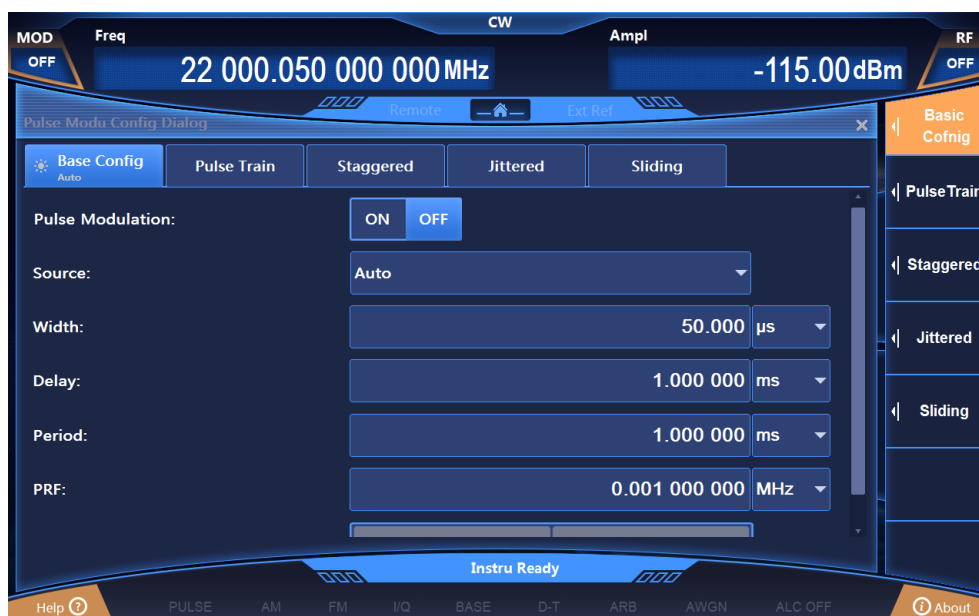 CW
MOD
Freq
Ampl
RF
OFF
22 000.050 000 000 MHz
-115.00 dBm
OFF
Remote
Ext Ref
Pulse Modu Config Dialog
Basic
Cofnig
Base Config
Auto
Pulse Train
Staggered
Jittered
Sliding
PulseTrain
Pulse Modulation:
ON
OFF
Source:
Auto
Staggered
Width:
50.000 µs
Jittered
Delay:
1.000 000 ms
Sliding
Period:
1.000 000 ms
PRF:
0.001 000 000 MHz
Instru Ready
Help
PULSE
AM
FM
I/Q
BASE
D-T
ARB
AWGN
ALC OFF
About